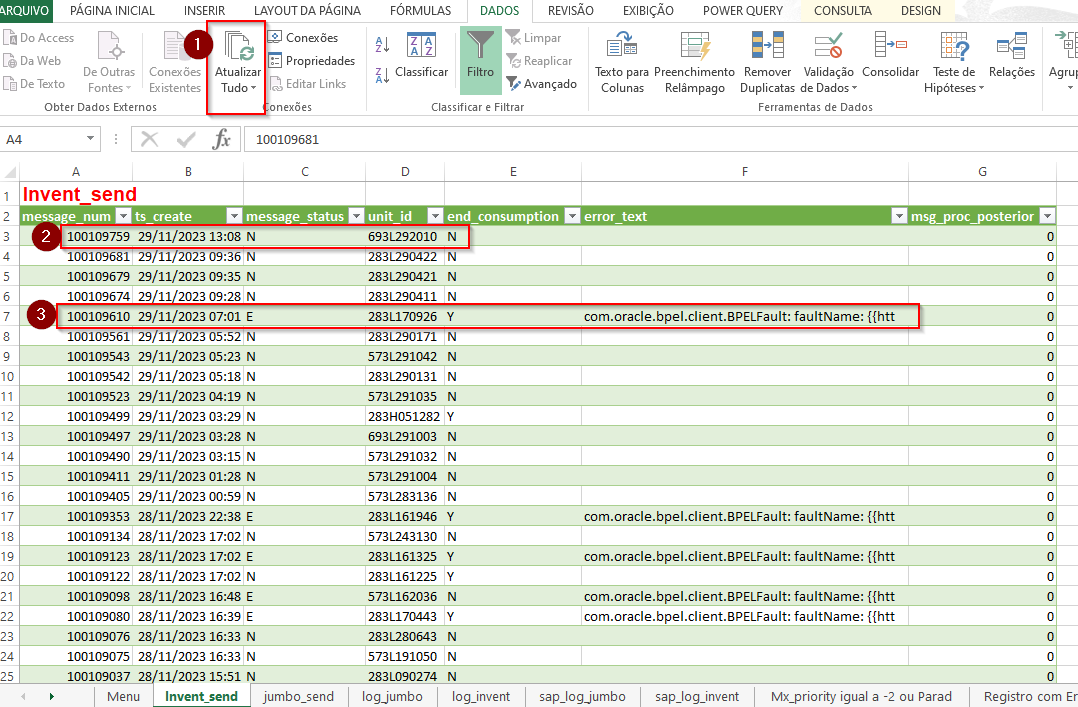 ARQUIVO PÁGINA INICIAL INSERIR LAYOUT DA PÁGINA FÓRMULAS DADOS REVISÃO EXIBIÇÃO POWER QUERY CONSULTA DESIGN
Do Access
Da Web
De Texto
De Outras
Fontes
Conexões
Existentes
1
Atualizar
Tudo
Conexões
Propriedades
Editar Links
Classificar
Filtro
Limpar
Reaplicar
Avançado
Texto para
Colunas
Preenchimento
Relâmpago
Remover
Duplicatas
Validação
de Dados
Consolidar
Teste de
Hipóteses
Relações
Agrup
Obter Dados Externos Conexões Classificar e Filtrar Ferramentas de Dados
A4 fx 100109681
A B C D E F G
1 Invent_send
2 message_num ts_create message_status unit_id end_consumption error_text msg_proc_posterior
3 2 100109759 29/11/2023 13:08 N 693L292010 N 0
4 100109681 29/11/2023 09:36 N 283L290422 N 0
5 100109679 29/11/2023 09:35 N 283L290421 N 0
6 100109674 29/11/2023 09:28 N 283L290411 N 0
7 3 100109610 29/11/2023 07:01 E 283L170926 Y com.oracle.bpel.client.BPELFault: faultName: {{htt 0
8 100109561 29/11/2023 05:52 N 283L290171 N 0
9 100109543 29/11/2023 05:23 N 573L291042 N 0
10 100109542 29/11/2023 05:18 N 283L290131 N 0
11 100109523 29/11/2023 04:19 N 573L291035 N 0
12 100109499 29/11/2023 03:29 N 283H051282 Y 0
13 100109497 29/11/2023 03:28 N 693L291003 N 0
14 100109490 29/11/2023 03:15 N 573L291032 N 0
15 100109411 29/11/2023 01:28 N 573L291004 N 0
16 100109405 29/11/2023 00:59 N 573L283136 N 0
17 100109353 28/11/2023 22:38 E 283L161946 Y com.oracle.bpel.client.BPELFault: faultName: {{htt 0
18 100109134 28/11/2023 17:02 N 573L243130 N 0
19 100109123 28/11/2023 17:02 E 283L161325 Y com.oracle.bpel.client.BPELFault: faultName: {{htt 0
20 100109122 28/11/2023 17:02 N 283L161225 Y 0
21 100109098 28/11/2023 16:48 E 573L162036 N com.oracle.bpel.client.BPELFault: faultName: {{htt 0
22 100109080 28/11/2023 16:39 E 283L170443 Y com.oracle.bpel.client.BPELFault: faultName: {{htt 0
23 100109076 28/11/2023 16:33 N 283L280643 N 0
24 100109075 28/11/2023 16:33 N 573L191050 N 0
25 100109037 28/11/2023 15:51 N 283L090274 N 0
Menu Invent_send jumbo_send log_jumbo log_invent sap_log_jumbo sap_log_invent Mx_priority igual a -2 ou Parad Registro com Er